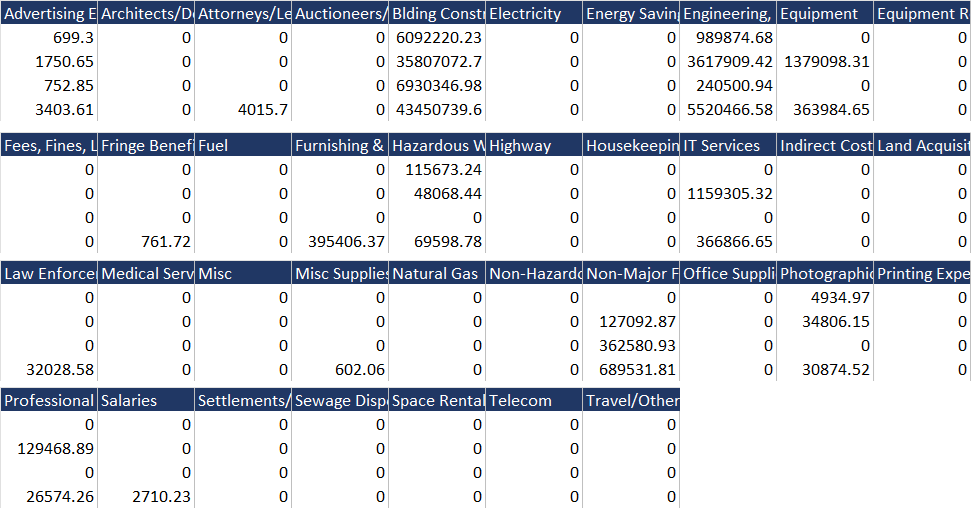 Advertising E Architects/De Attorneys/Le Auctioneers/ Blding Constr Electricity Energy Saving Engineering, Equipment Equipment R
699.3 0 0 0 6092220.23 0 0 989874.68 0 0
1750.65 0 0 0 35807072.7 0 0 3617909.42 1379098.31 0
752.85 0 0 0 6930346.98 0 0 240500.94 0 0
3403.61 0 4015.7 0 43450739.6 0 0 5520466.58 363984.65 0
Fees, Fines, L Fringe Benefi Fuel Furnishing & Hazardous W Highway Housekeepin IT Services Indirect Cost Land Acquisit
0 0 0 0 115673.24 0 0 0 0 0
0 0 0 0 48068.44 0 0 1159305.32 0 0
0 0 0 0 0 0 0 0 0 0
0 761.72 0 395406.37 69598.78 0 0 366866.65 0 0
Law Enforcer Medical Serv Misc Misc Supplies Natural Gas Non-Hazardo Non-Major F Office Suppli Photographic Printing Expe
0 0 0 0 0 0 0 0 4934.97 0
0 0 0 0 0 0 127092.87 0 34806.15 0
0 0 0 0 0 0 362580.93 0 0 0
32028.58 0 0 602.06 0 0 689531.81 0 30874.52 0
Professional Salaries Settlements/ Sewage Dispo Space Rental Telecom Travel/Other
0 0 0 0 0 0 0
129468.89 0 0 0 0 0 0
0 0 0 0 0 0 0
26574.26 2710.23 0 0 0 0 0